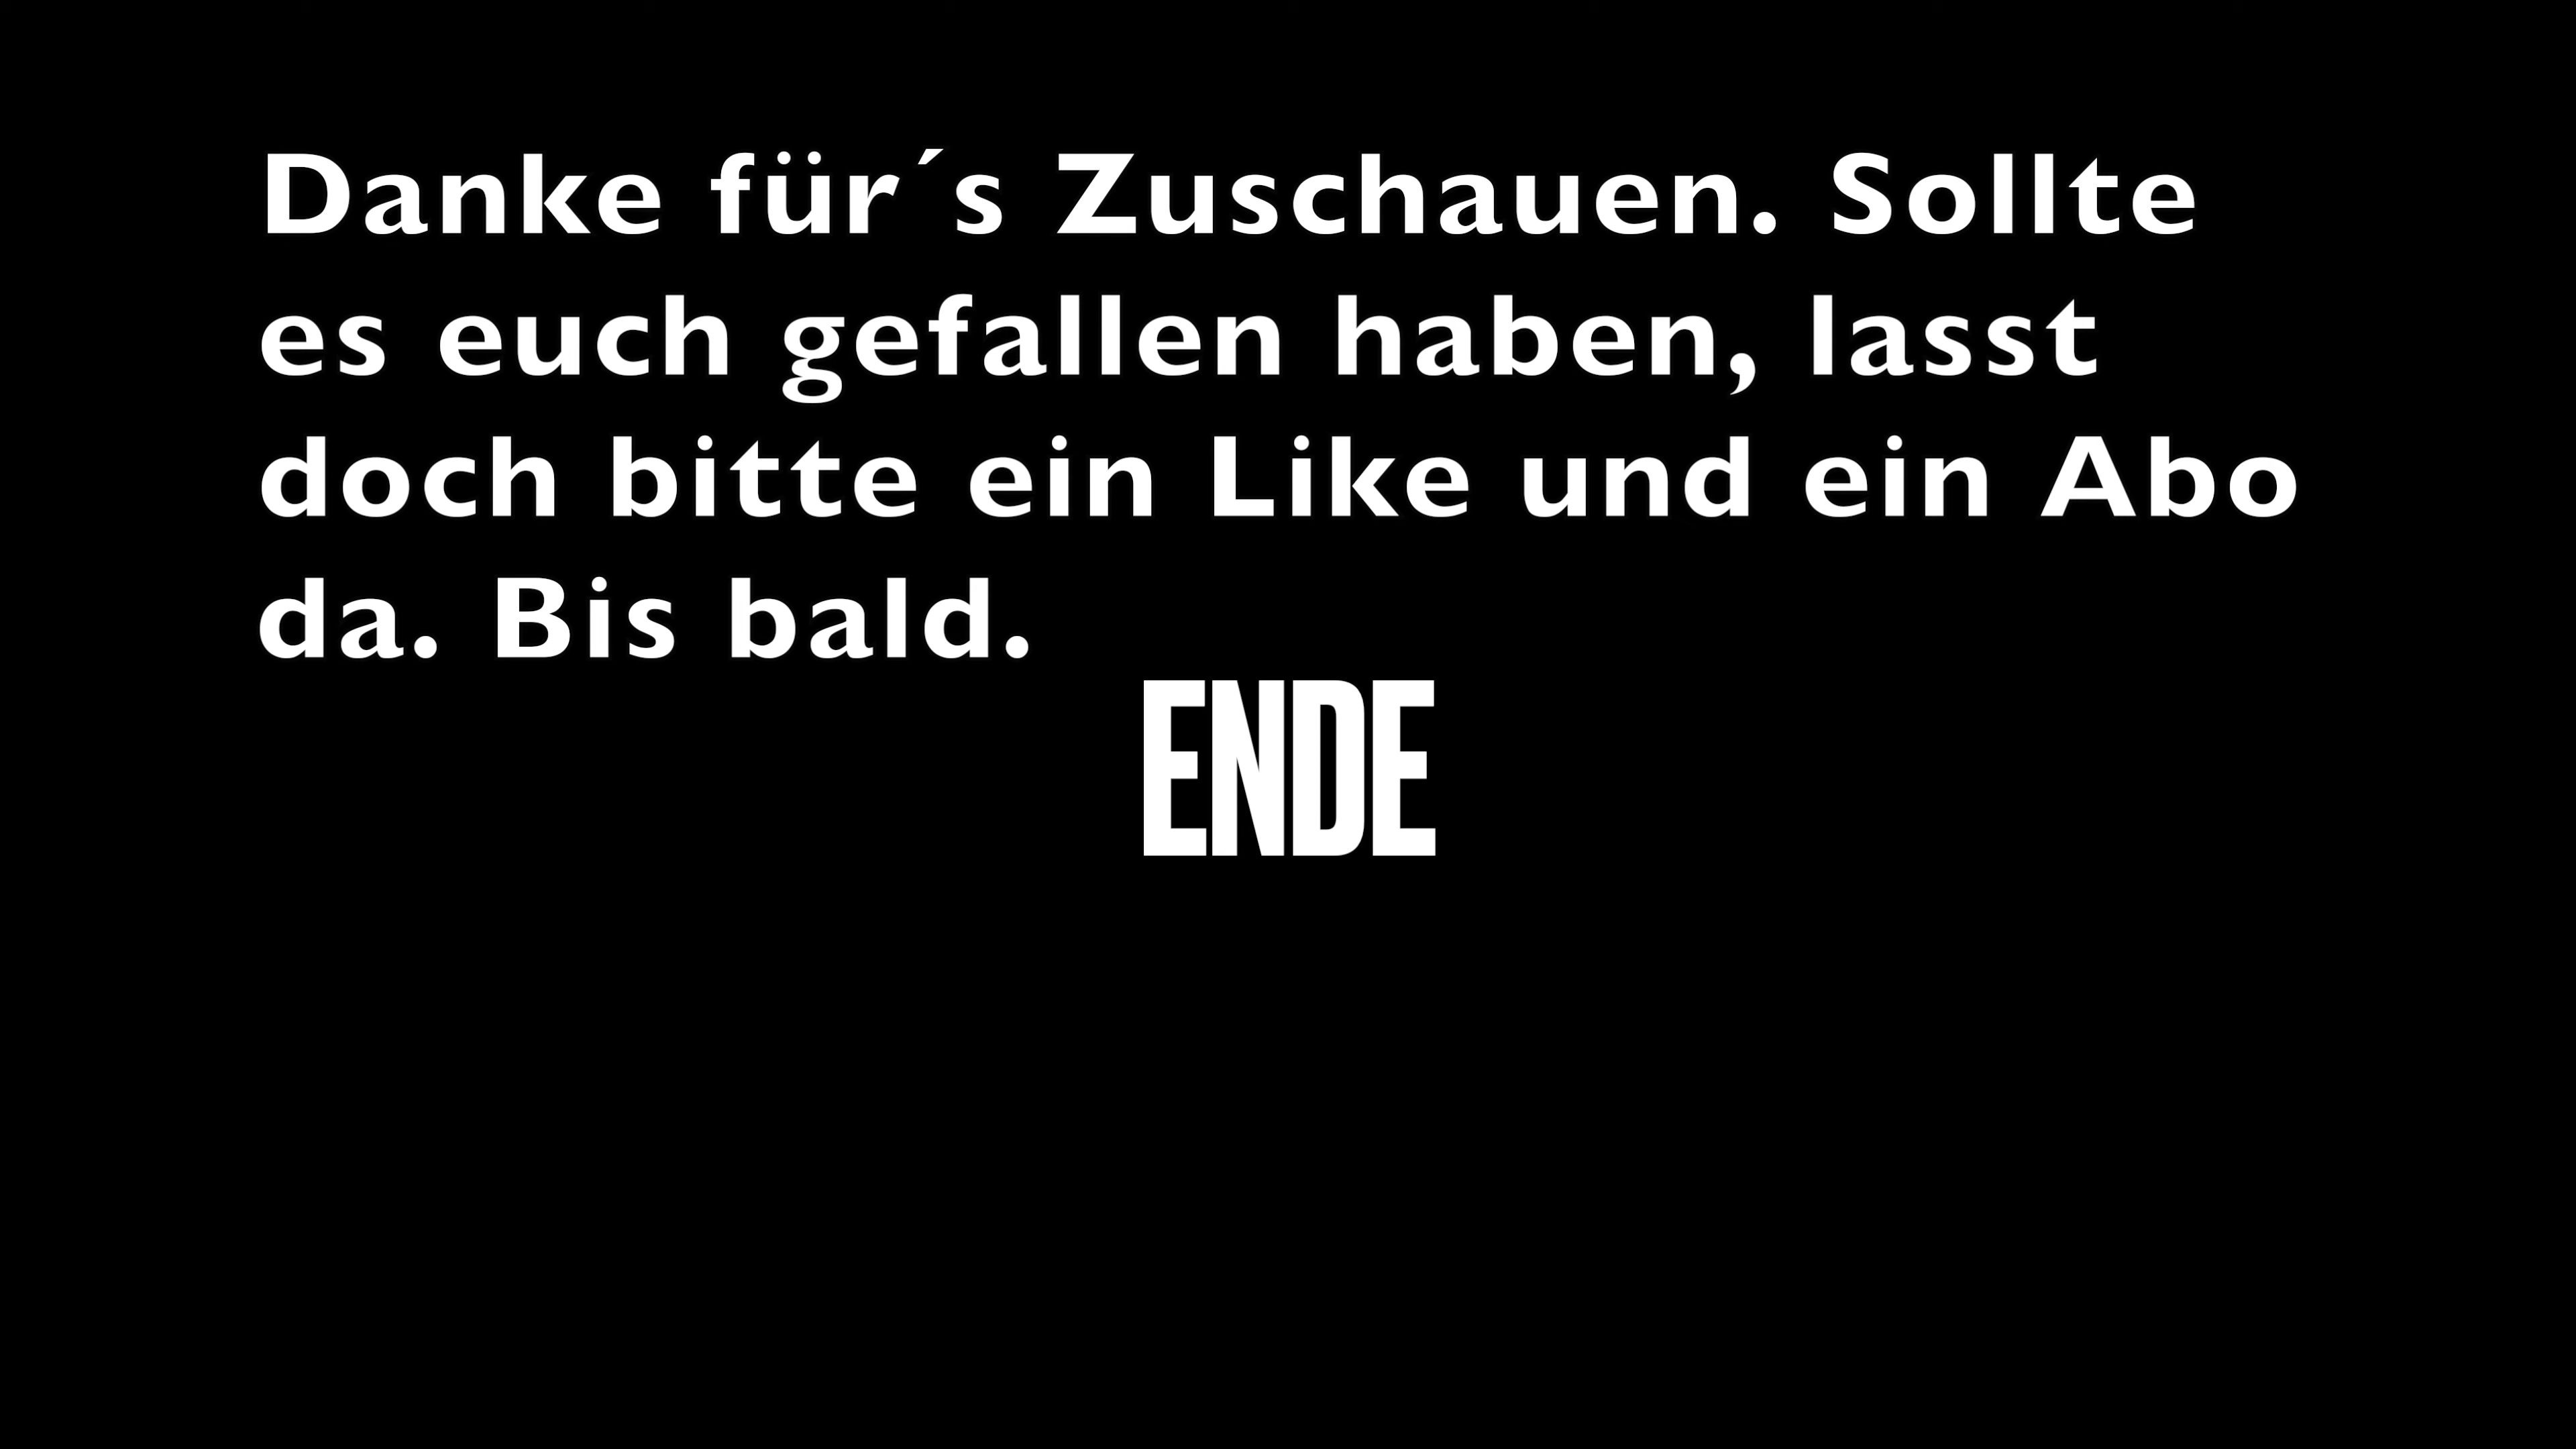 Danke für´s Zuschauen. Sollte
es euch gefallen haben, lasst
doch bitte ein Like und ein Abo
da. Bis bald.
ENDE